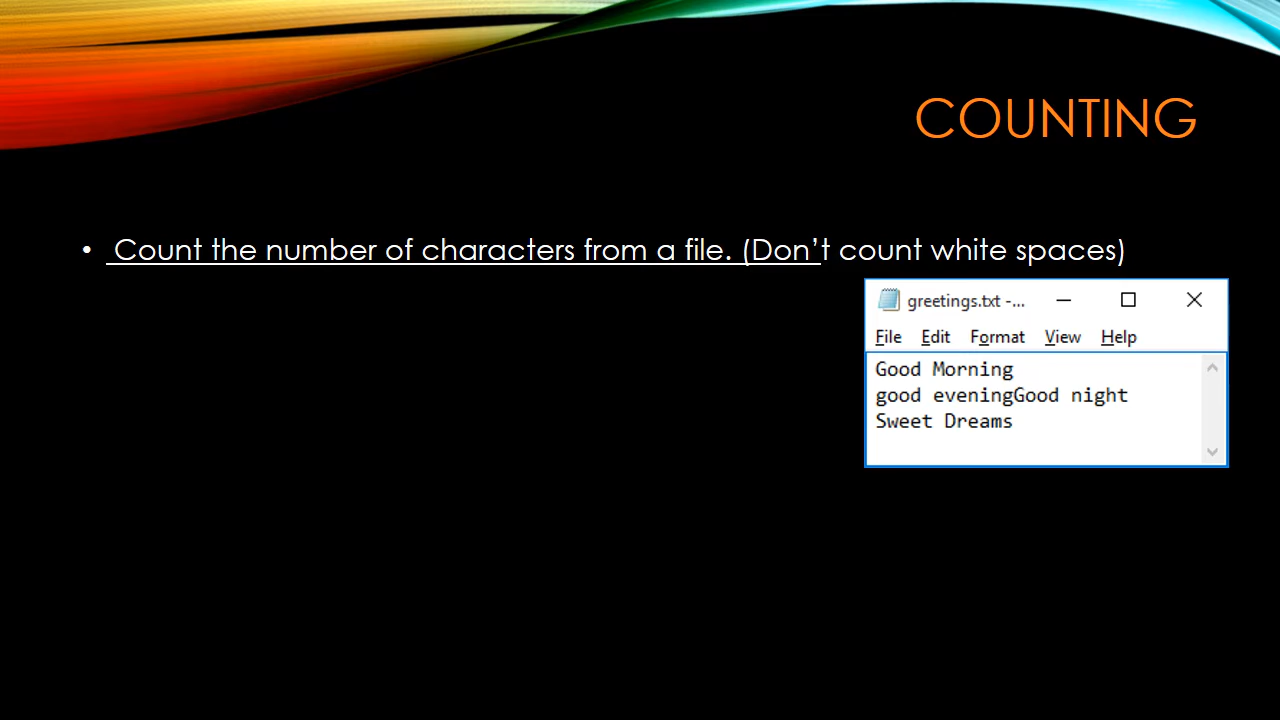 COUNTING
• Count the number of characters from a file. (Don’t count white spaces)
greetings.txt -...
File Edit Format View Help
Good Morning
good eveningGood night
Sweet Dreams